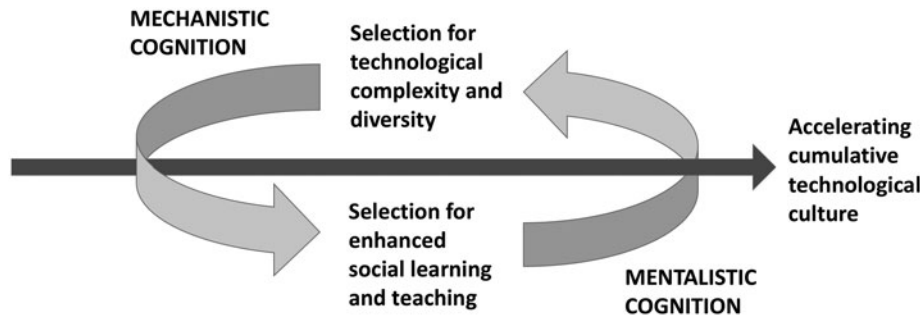 MECHANISTIC
COGNITION
Selection for
technological
complexity and
diversity
Accelerating
cumulative
technological
culture
Selection for
enhanced
social learning
and teaching
MENTALISTIC
COGNITION